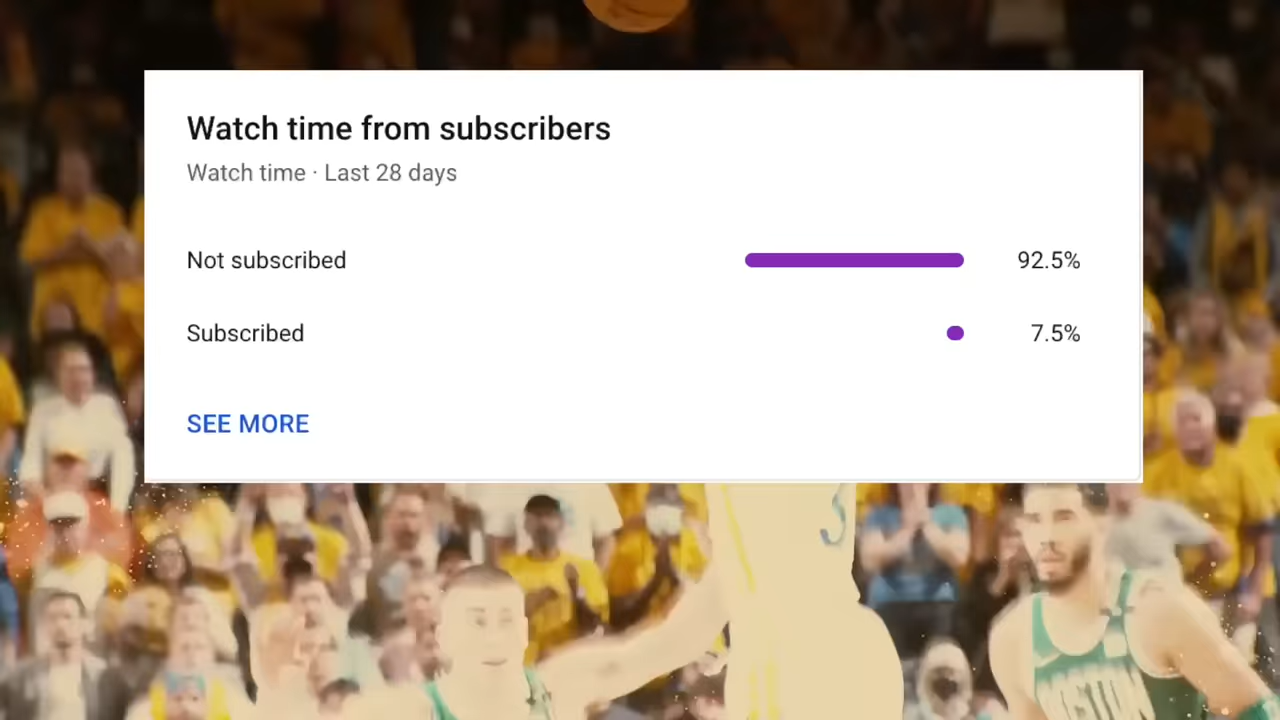 Watch time from subscribers
Watch time · Last 28 days
Not subscribed 92.5%
Subscribed 7.5%
SEE MORE